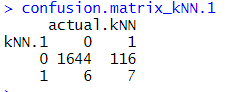 > confusion.matrix_kNN.1
actual.kNN
kNN.1 0 1
0 1644 116
1 6 7